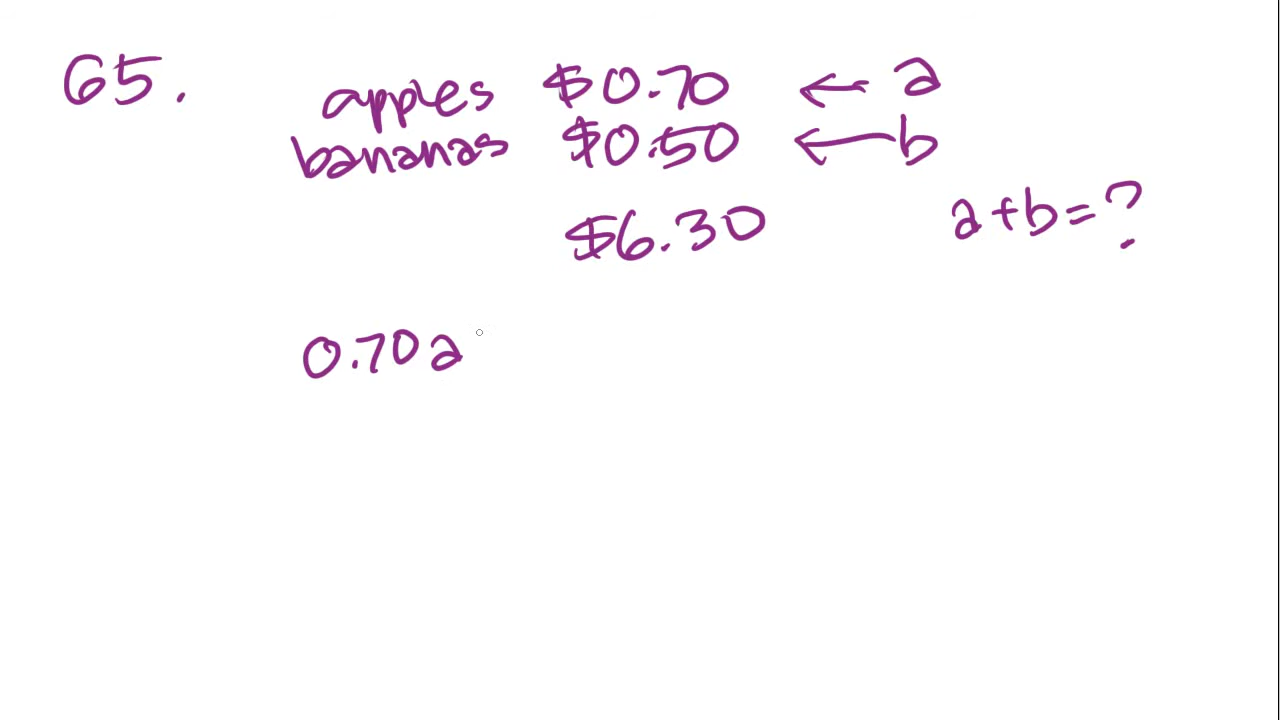 65.
apples $0.70 ← a
bananas $0.50 ← b
$6.30
a+b=?
0.70a